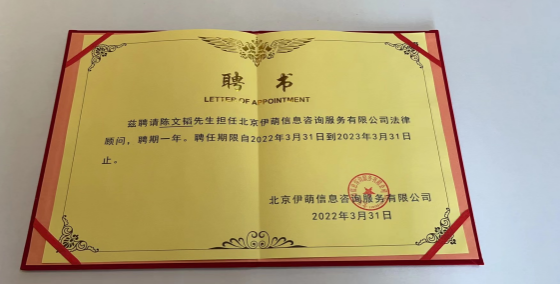 聘书
LETTER OF APPOINTMENT
兹聘请陈文韬先生担任北京伊萌信息咨询服务有限公司法律
顾问，聘期一年。聘任期限自2022年3月31日到2023年3月31日
止。
北京伊萌信息咨询服务有限公司
2022年3月31日